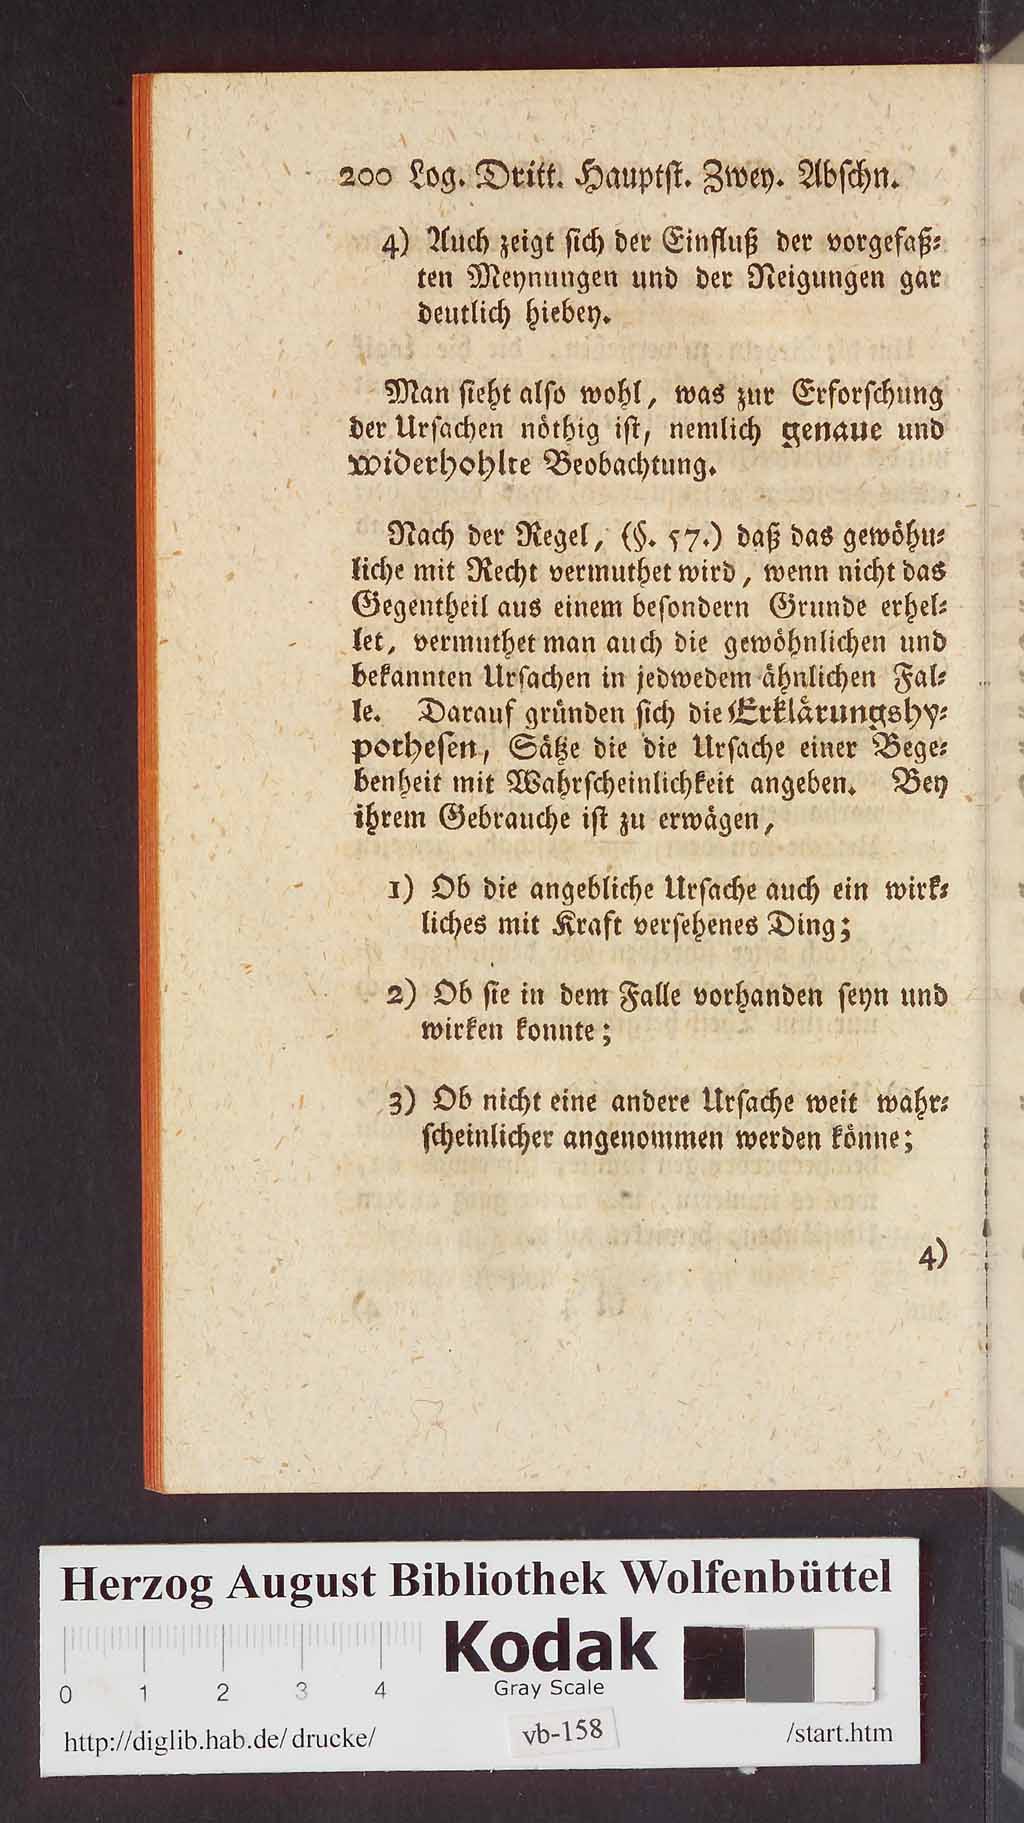 200 Log. Dritt. Hauptst. Zwey. Abschn.
4) Auch zeigt sich der Einfluß der vorgefaß-
ten Meynungen und der Neigungen gar
deutlich hiebey.
Man sieht also wohl, was zur Erforschung
der Ursachen nöthig ist, nemlich genaue und
widerhohlte Beobachtung.
Nach der Regel, (§. 57.) daß das gewöhn-
liche mit Recht vermuthet wird, wenn nicht das
Gegentheil aus einem besondern Grunde erhel-
let, vermuthet man auch die gewöhnlichen und
bekannten Ursachen in jedwedem ähnlichen Fal-
le. Darauf gründen sich die Erklärungshy-
pothesen, Sätze die die Ursache einer Bege-
benheit mit Wahrscheinlichkeit angeben. Bey
ihrem Gebrauche ist zu erwägen,
1) Ob die angebliche Ursache auch ein wirk-
liches mit Kraft versehenes Ding;
2) Ob sie in dem Falle vorhanden seyn und
wirken konnte;
3) Ob nicht eine andere Ursache weit wahr-
scheinlicher angenommen werden könne;
4)
Herzog August Bibliothek Wolfenbüttel
Kodak
Gray Scale
0 1 2 3 4
http://diglib.hab.de/drucke/ vb-158 /start.htm